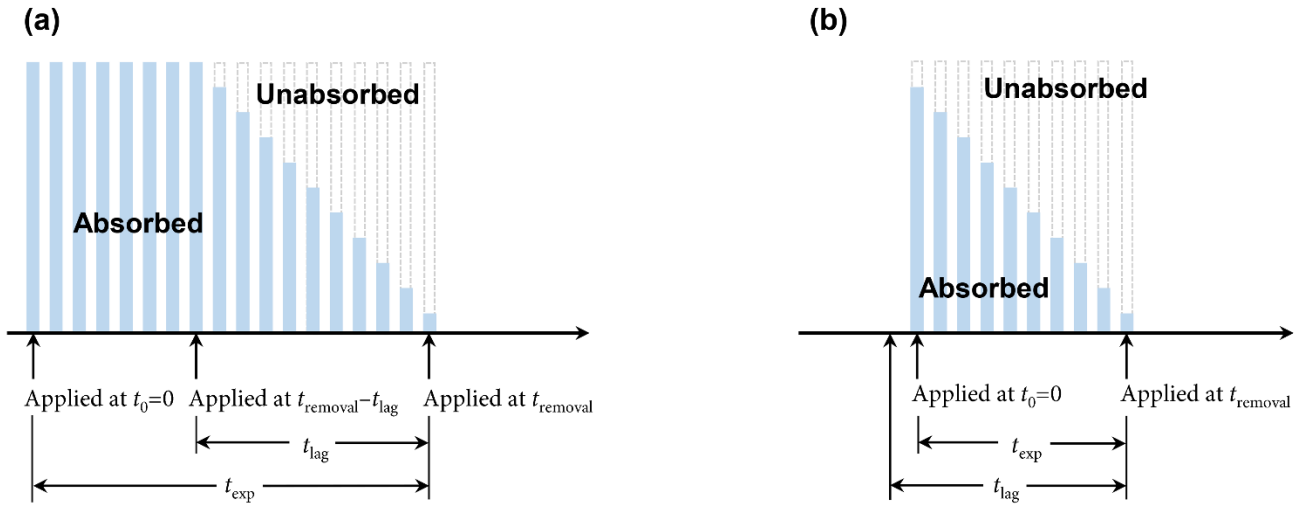 (a)
Unabsorbed
Absorbed
Applied at t0=0
Applied at tremoval−tlag
Applied at tremoval
tlag
texp
(b)
Unabsorbed
Absorbed
Applied at t0=0
Applied at tremoval
texp
tlag